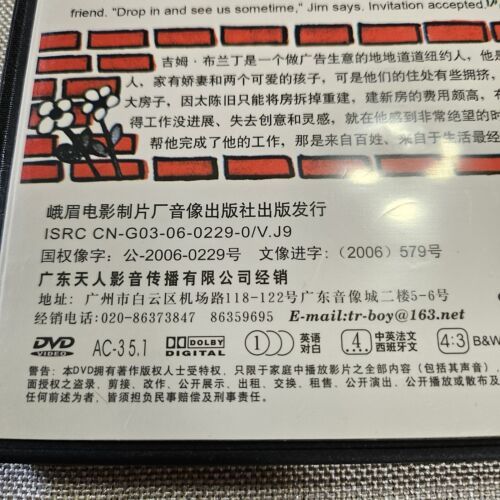 friend. "Drop in and see us sometime," Jim says. Invitation accepted.
吉姆·布兰丁是一个做广告生意的地地道道纽约人，他是
人，家有娇妻和两个可爱的孩子，可是他们的住处有些拥挤，
大房子，因太陈旧只能将房拆掉重建，建新房的费用颇高，
得工作没进展、失去创意和灵感，就在他感到非常绝望的时
帮他完成了他的工作，那是来自百姓、来自于生活最经
峨眉电影制片厂音像出版社出版发行
ISRC CN-G03-06-0229-0/V.J9
国权像字：公-2006-0229号 文像进字：（2006）579号
广东天人影音传播有限公司经销
地址：广州市白云区机场路118-122号广东音像城二楼5-6号
经销电话:020-86373847 86359695 E-mail:tr-boy@163.net
DVD VIDEO AC-3 5.1 DOLBY DIGITAL 1 英语对白 4 中英法文西班牙文 4:3 B&W
警告：本DVD拥有著作版权人士受特权，只限于家庭中播放影片之全部内容（包括其声音），
面授权之盗录、剪接、改作、公开展示、出租、交换、租售、公开演出、公开播放或散布及
任何前述者为，皆须担负民事赔偿及刑事责任。